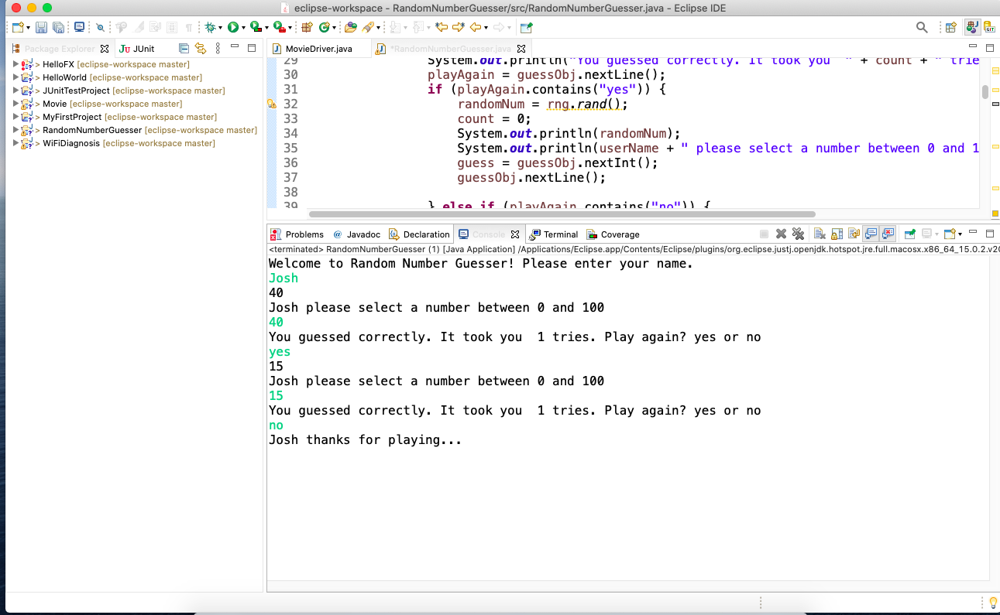 eclipse-workspace - RandomNumberGuesser/src/RandomNumberGuesser.java - Eclipse IDE
Package Explorer
JUnit
> HelloFX [eclipse-workspace master]
> HelloWorld [eclipse-workspace master]
> JUnitTestProject [eclipse-workspace master]
> Movie [eclipse-workspace master]
> MyFirstProject [eclipse-workspace master]
> RandomNumberGuesser [eclipse-workspace master]
> WiFiDiagnosis [eclipse-workspace master]
MovieDriver.java
*RandomNumberGuesser.java
29 System.out.println("You guessed correctly. It took you  " + count + " trie
30 playAgain = guessObj.nextLine();
31 if (playAgain.contains("yes")) {
32 randomNum = rng.rand();
33 count = 0;
34 System.out.println(randomNum);
35 System.out.println(userName + " please select a number between 0 and 1
36 guess = guessObj.nextInt();
37 guessObj.nextLine();
38
39 } else if (playAgain.contains("no")) {
Problems @ Javadoc Declaration Console Terminal Coverage
<terminated> RandomNumberGuesser (1) [Java Application] /Applications/Eclipse.app/Contents/Eclipse/plugins/org.eclipse.justj.openjdk.hotspot.jre.full.macosx.x86_64_15.0.2.v20
Welcome to Random Number Guesser! Please enter your name.
Josh
40
Josh please select a number between 0 and 100
40
You guessed correctly. It took you  1 tries. Play again? yes or no
yes
15
Josh please select a number between 0 and 100
15
You guessed correctly. It took you  1 tries. Play again? yes or no
no
Josh thanks for playing...